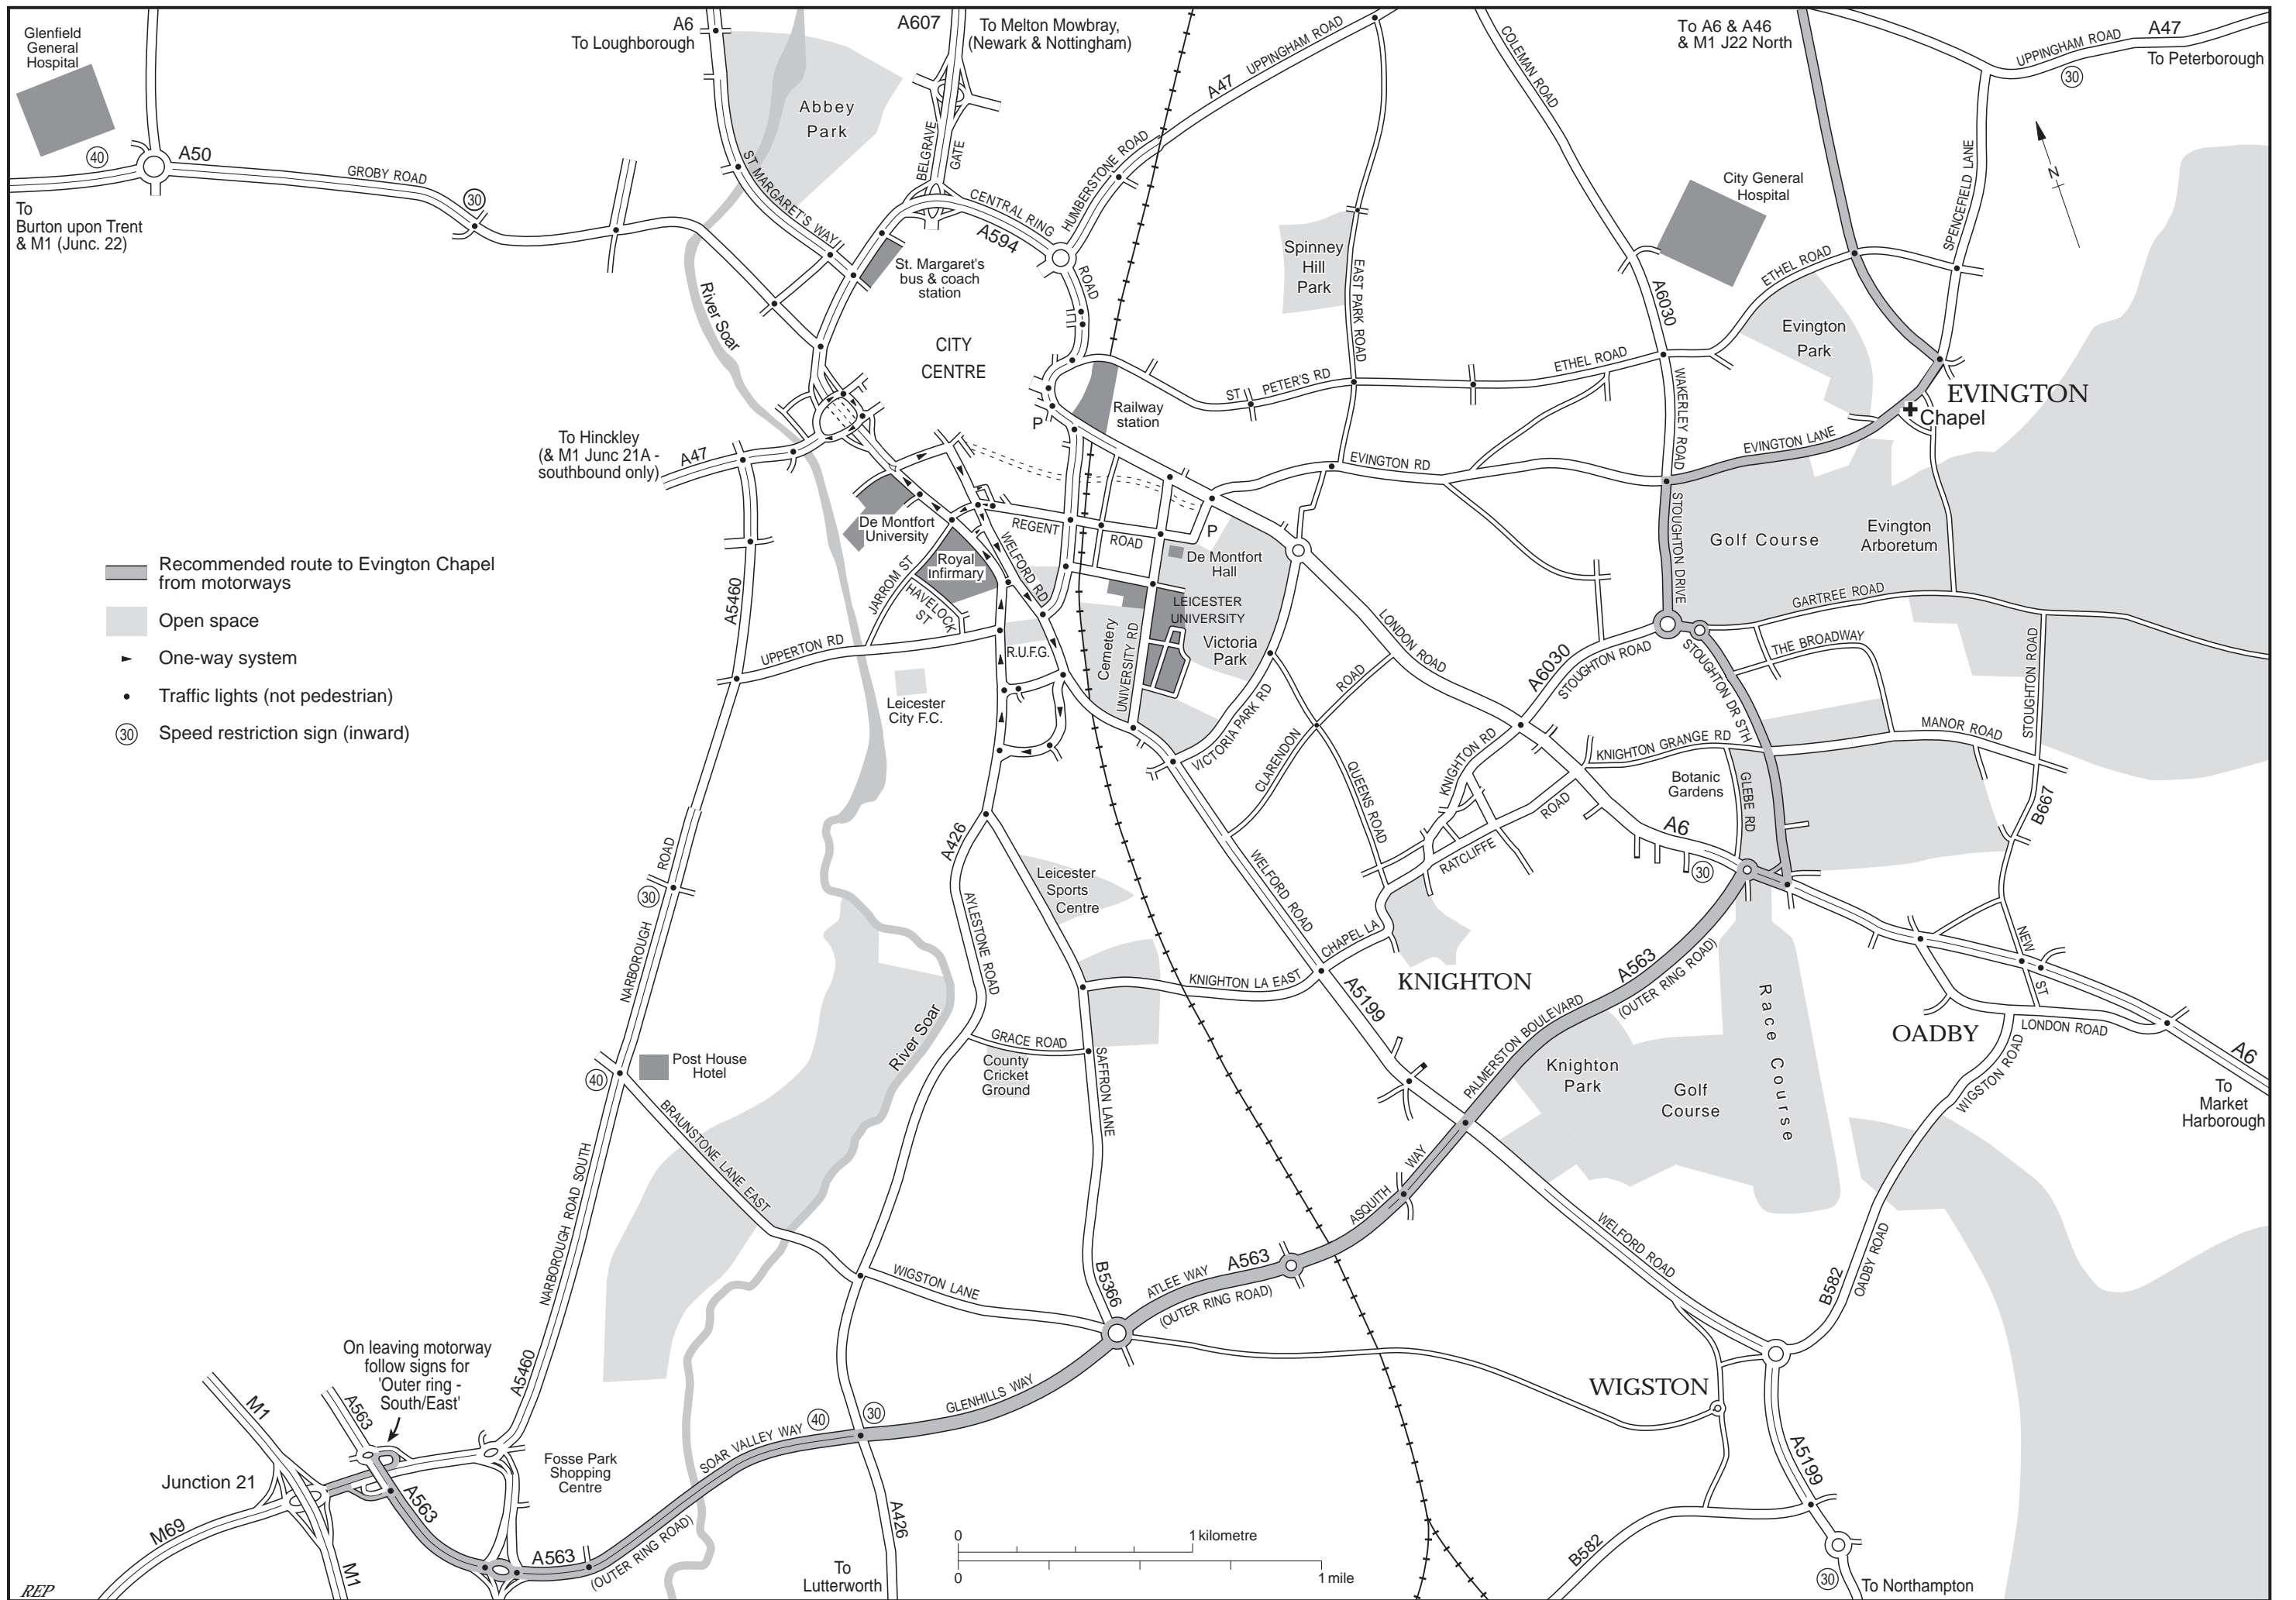 Glenfield
General
Hospital
A6
To Loughborough
A607
To Melton Mowbray,
(Newark & Nottingham)
UPPINGHAM ROAD
A47
COLEMAN ROAD
To A6 & A46
& M1 J22 North
UPPINGHAM ROAD
A47
30
To Peterborough
Abbey
Park
40
A50
GROBY ROAD
30
To
Burton upon Trent
& M1 (Junc. 22)
ST MARGARET'S WAY
BELGRAVE
GATE
CENTRAL RING
A594
ROAD
HUMBERSTONE ROAD
St. Margaret's
bus & coach
station
River Soar
CITY
CENTRE
Spinney
Hill
Park
EAST PARK ROAD
City General
Hospital
A6030
ETHEL ROAD
SPENCEFIELD LANE
N
Evington
Park
EVINGTON
Chapel
ST PETER'S RD
ETHEL ROAD
WAKERLEY ROAD
EVINGTON LANE
Railway
station
P
To Hinckley
(& M1 Junc 21A -
southbound only)
A47
EVINGTON RD
De Montfort
University
Royal
Infirmary
REGENT
ROAD
P
De Montfort
Hall
LEICESTER
UNIVERSITY
Victoria
Park
WELFORD RD
JARROM ST
HAVELOCK
ST
R.U.F.G.
Cemetery
UNIVERSITY RD
STOUGHTON DRIVE
Golf Course
Evington
Arboretum
GARTREE ROAD
THE BROADWAY
Recommended route to Evington Chapel
from motorways
Open space
One-way system
Traffic lights (not pedestrian)
30
Speed restriction sign (inward)
A5460
UPPERTON RD
Leicester
City F.C.
LONDON ROAD
A6030
STOUGHTON ROAD
STOUGHTON DR STH
STOUGHTON ROAD
MANOR ROAD
VICTORIA PARK RD
CLARENDON
ROAD
QUEENS ROAD
KNIGHTON RD
KNIGHTON GRANGE RD
Botanic
Gardens
GLEBE RD
B667
A6
30
RATCLIFFE
ROAD
A426
Leicester
Sports
Centre
WELFORD ROAD
CHAPEL LA
ROAD
30
NARBOROUGH
AYLESTONE ROAD
KNIGHTON LA EAST
A5199
KNIGHTON
A563
(OUTER RING ROAD)
PALMERSTON BOULEVARD
Race Course
NEW
ST
OADBY
LONDON ROAD
A6
To
Market
Harborough
WIGSTON ROAD
River Soar
GRACE ROAD
County
Cricket
Ground
SAFFRON LANE
Knighton
Park
Golf
Course
Post House
Hotel
40
BRAUNSTONE LANE EAST
NARBOROUGH ROAD SOUTH
ASQUITH
WAY
WELFORD ROAD
B582
OADBY ROAD
WIGSTON LANE
B5366
ATLEE WAY
A563
(OUTER RING ROAD)
WIGSTON
A5199
On leaving motorway
follow signs for
'Outer ring -
South/East'
A5460
M1
A563
Junction 21
M69
M1
A563
A563
(OUTER RING ROAD)
Fosse Park
Shopping
Centre
SOAR VALLEY WAY
40
30
GLENHILLS WAY
A426
To
Lutterworth
0
1 kilometre
0
1 mile
B582
30
To Northampton
REP